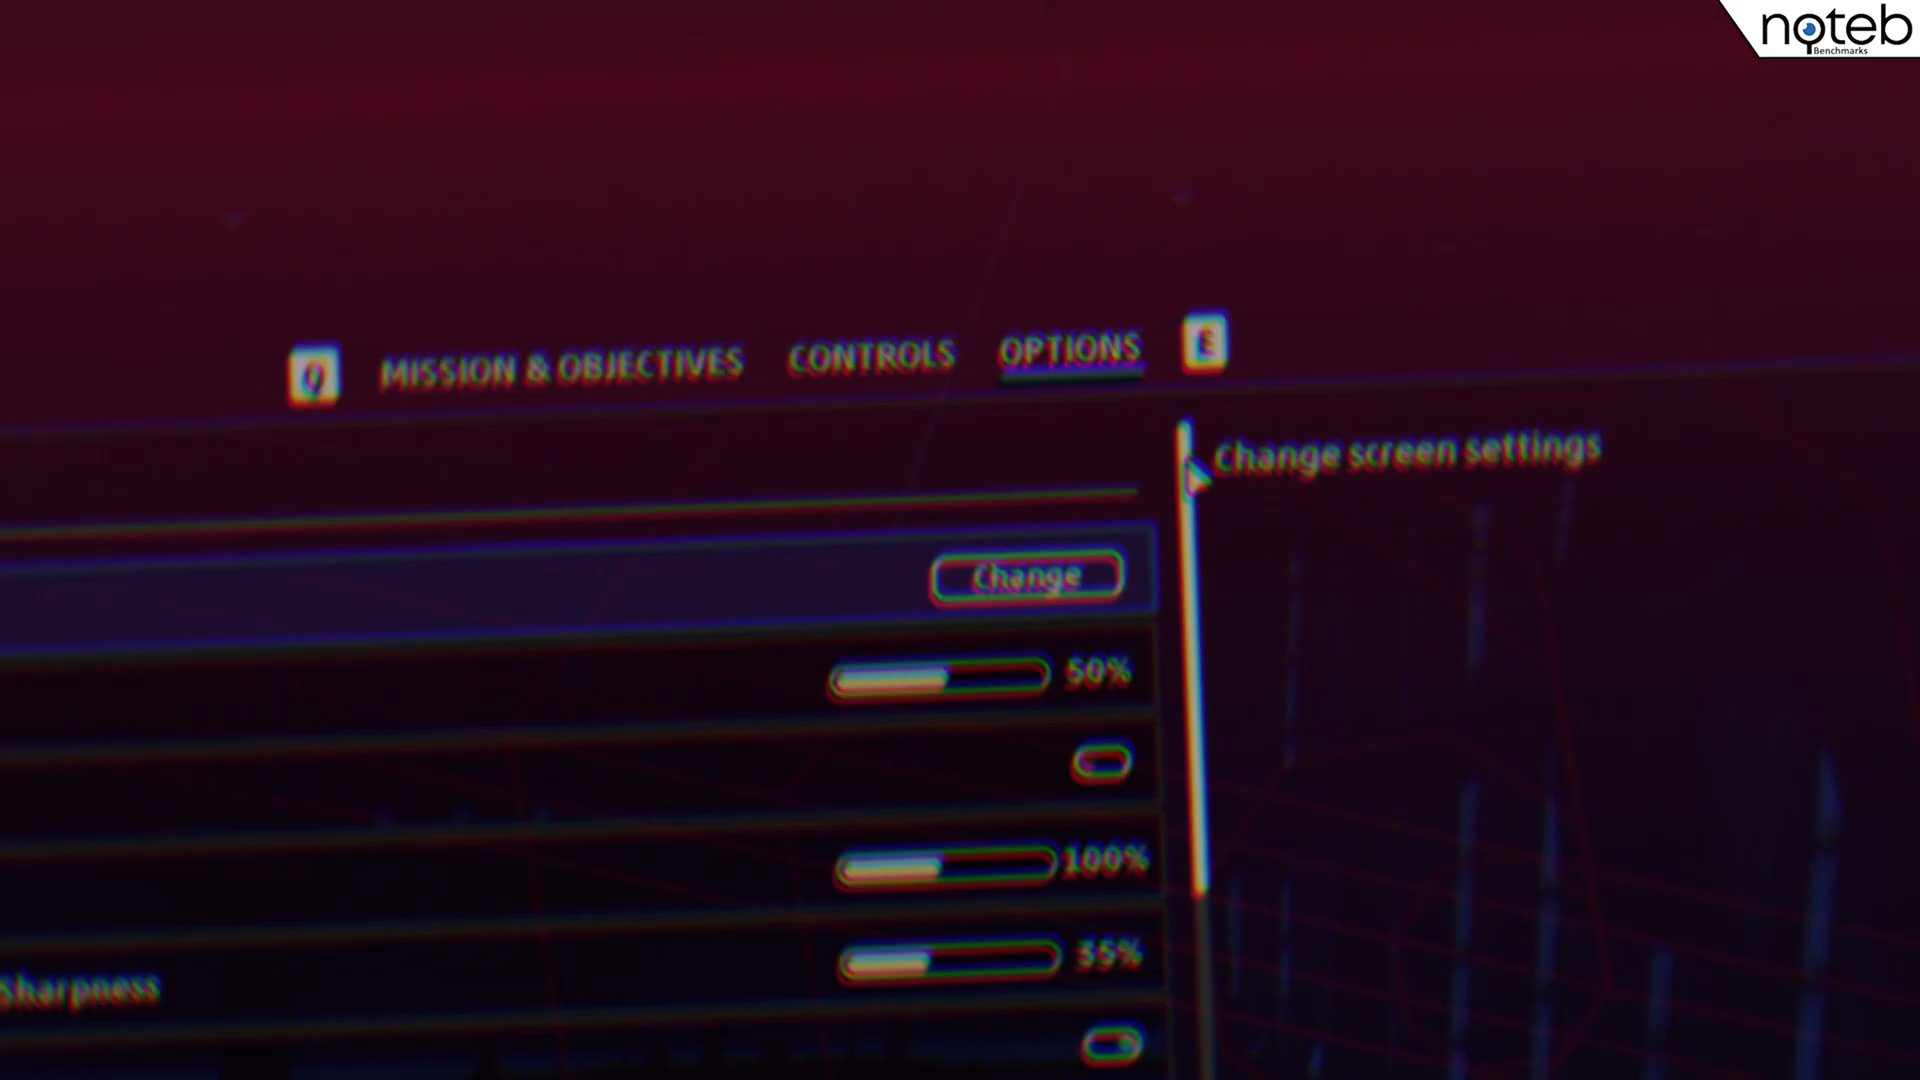 noteb
Benchmarks
Q MISSION & OBJECTIVES CONTROLS OPTIONS E
Change screen settings
Change
50%
100%
Sharpness 35%